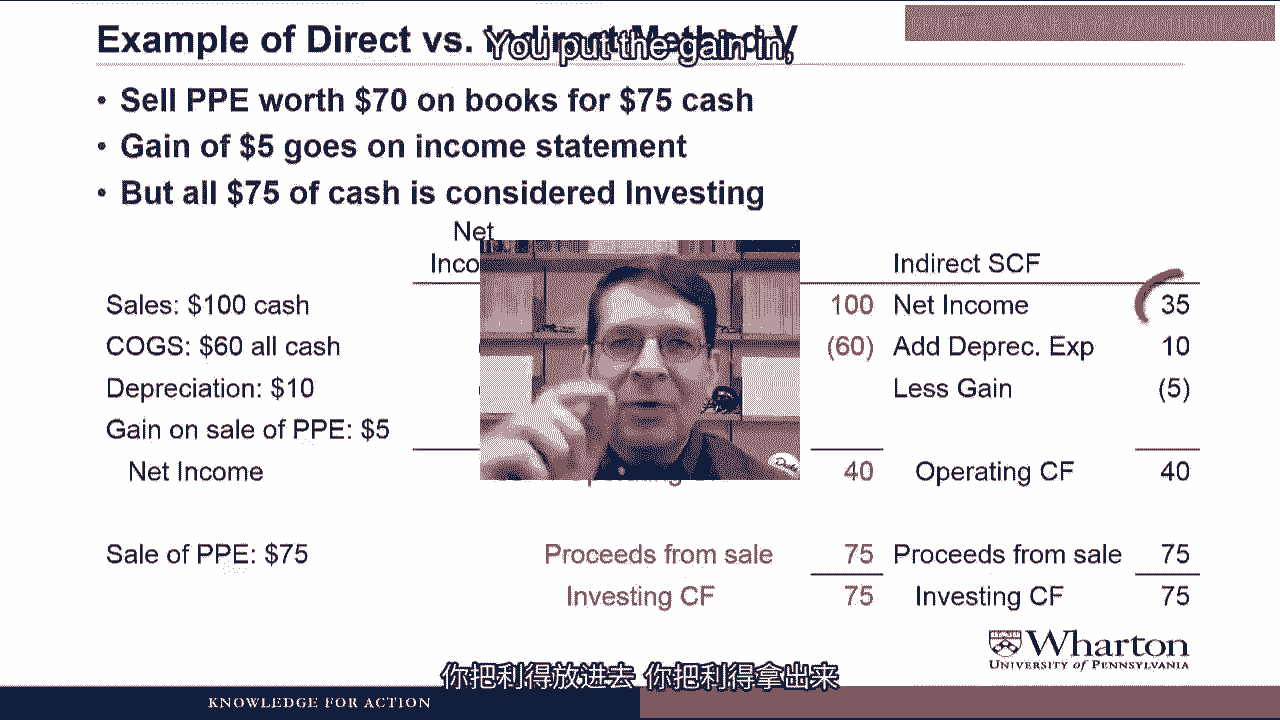 Example of Direct vs. Indirect Method V
You put the gain in,
• Sell PPE worth $70 on books for $75 cash
• Gain of $5 goes on income statement
• But all $75 of cash is considered Investing
Net
Inco
Indirect SCF
Sales: $100 cash 100 Net Income 35
COGS: $60 all cash (60) Add Deprec. Exp 10
Depreciation: $10 Less Gain (5)
Gain on sale of PPE: $5
Net Income 40 Operating CF 40
Sale of PPE: $75 Proceeds from sale 75 Proceeds from sale 75
Investing CF 75 Investing CF 75
Wharton
UNIVERSITY of PENNSYLVANIA
你把利得放进去 你把利得拿出来
KNOWLEDGE FOR ACTION